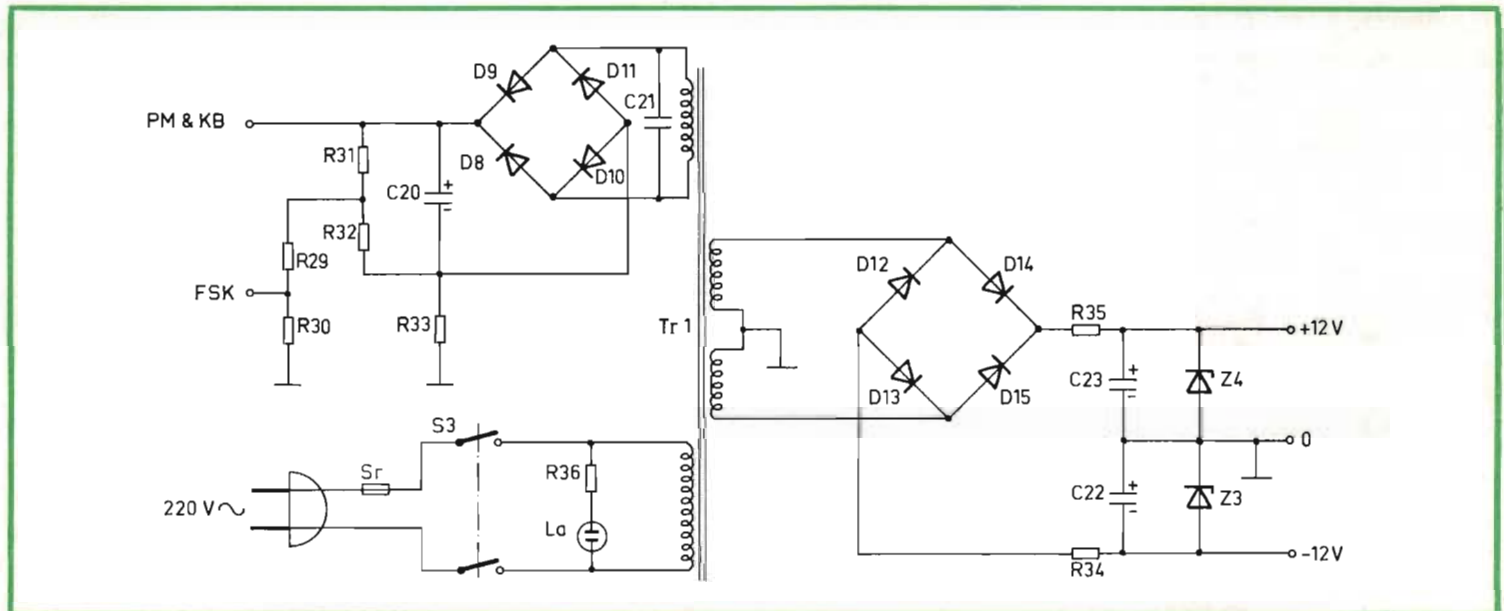 D9
D11
C21
PM & KB
R31
D8
D10
C20
R32
R29
FSK
R30
R33
D12
D14
Tr 1
R35
+12 V
C23
+
-
Z4
D13
D15
0
S3
Sr
R36
220 V~
La
C22
+
-
Z3
R34
-12V
+
-